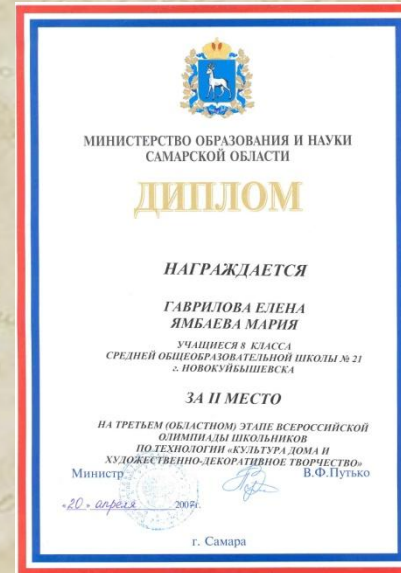 МИНИСТЕРСТВО ОБРАЗОВАНИЯ И НАУКИ
САМАРСКОЙ ОБЛАСТИ
ДИПЛОМ
НАГРАЖДАЕТСЯ
ГАВРИЛОВА ЕЛЕНА
ЯМБАЕВА МАРИЯ
УЧАЩИЕСЯ 8 КЛАССА
СРЕДНЕЙ ОБЩЕОБРАЗОВАТЕЛЬНОЙ ШКОЛЫ № 21
г. НОВОКУЙБЫШЕВСКА
ЗА II МЕСТО
НА ТРЕТЬЕМ (ОБЛАСТНОМ) ЭТАПЕ ВСЕРОССИЙСКОЙ
ОЛИМПИАДЫ ШКОЛЬНИКОВ
ПО ТЕХНОЛОГИИ «КУЛЬТУРА ДОМА И
ХУДОЖЕСТВЕННО-ДЕКОРАТИВНОЕ ТВОРЧЕСТВО»
Министр В.Ф.Путько
«20» апреля 2007г.
г. Самара